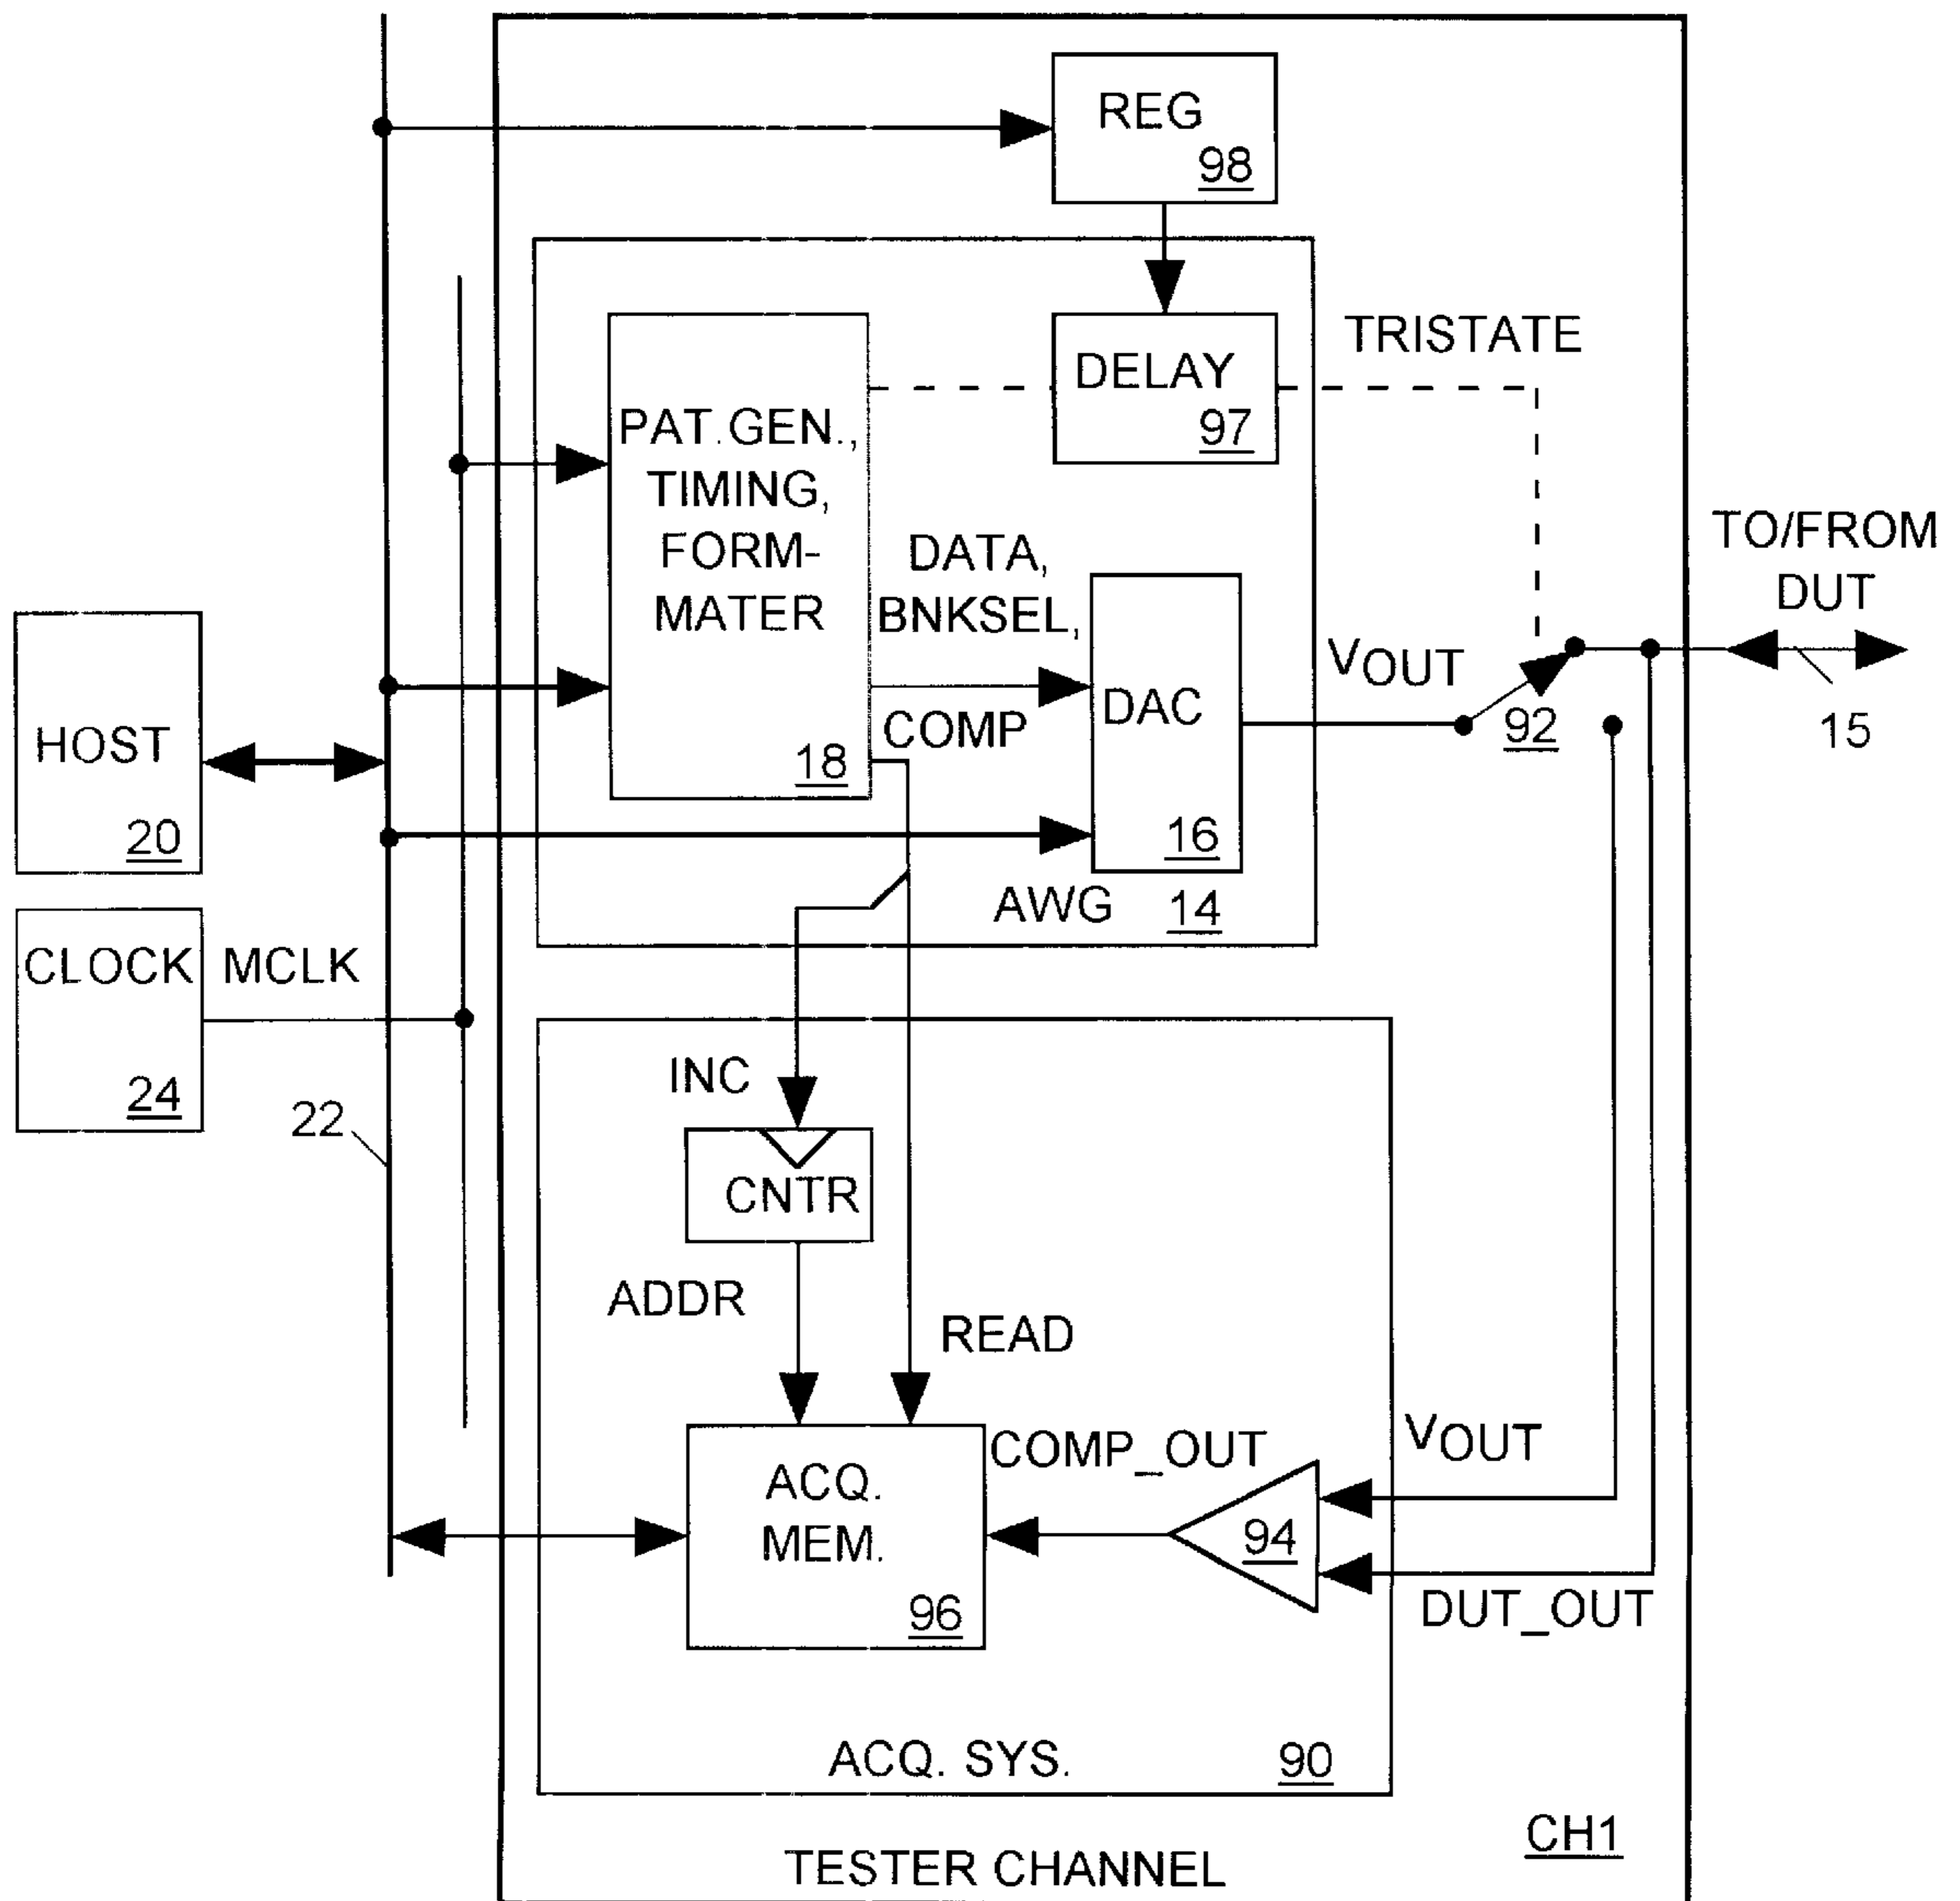 REG
98
TRISTATE
DELAY
97
PAT.GEN.,
TIMING,
FORM-
MATER
18
DATA,
BNKSEL,
COMP
DAC
16
VOUT
92
TO/FROM
DUT
15
HOST
20
AWG 14
CLOCK
24
MCLK
22
INC
CNTR
ADDR
READ
ACQ.
MEM.
96
COMP_OUT
94
VOUT
DUT_OUT
ACQ. SYS. 90
CH1
TESTER CHANNEL